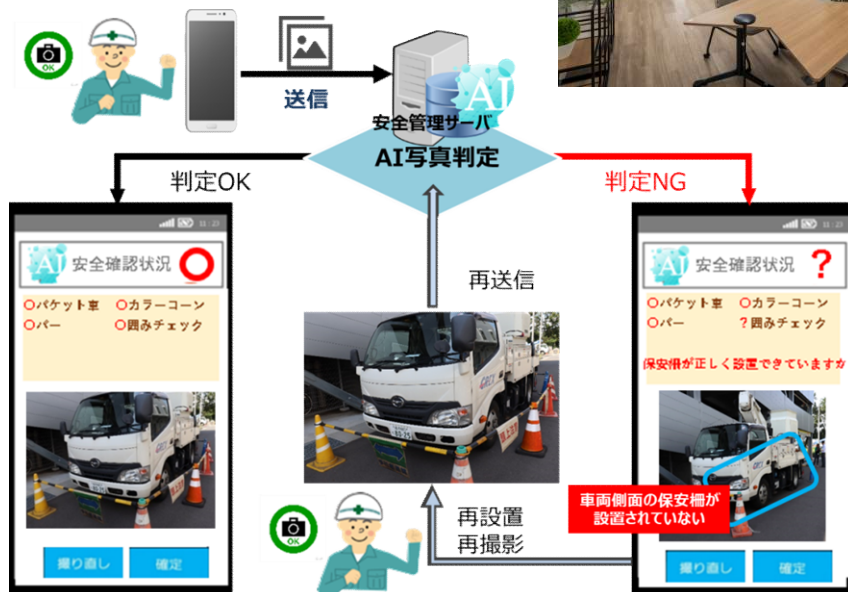 OK
送信
AI
安全管理サーバ
AI写真判定
判定OK
判定NG
11:23
AI 安全確認状況
○パケット車 ○カラーコーン
○バー ○囲みチェック
撮り直し 確定
再送信
OK
再設置
再撮影
11:23
AI 安全確認状況 ?
○パケット車 ○カラーコーン
○バー ?囲みチェック
保安柵が正しく設置できていますか
車両側面の保安柵が
設置されていない
撮り直し 確定